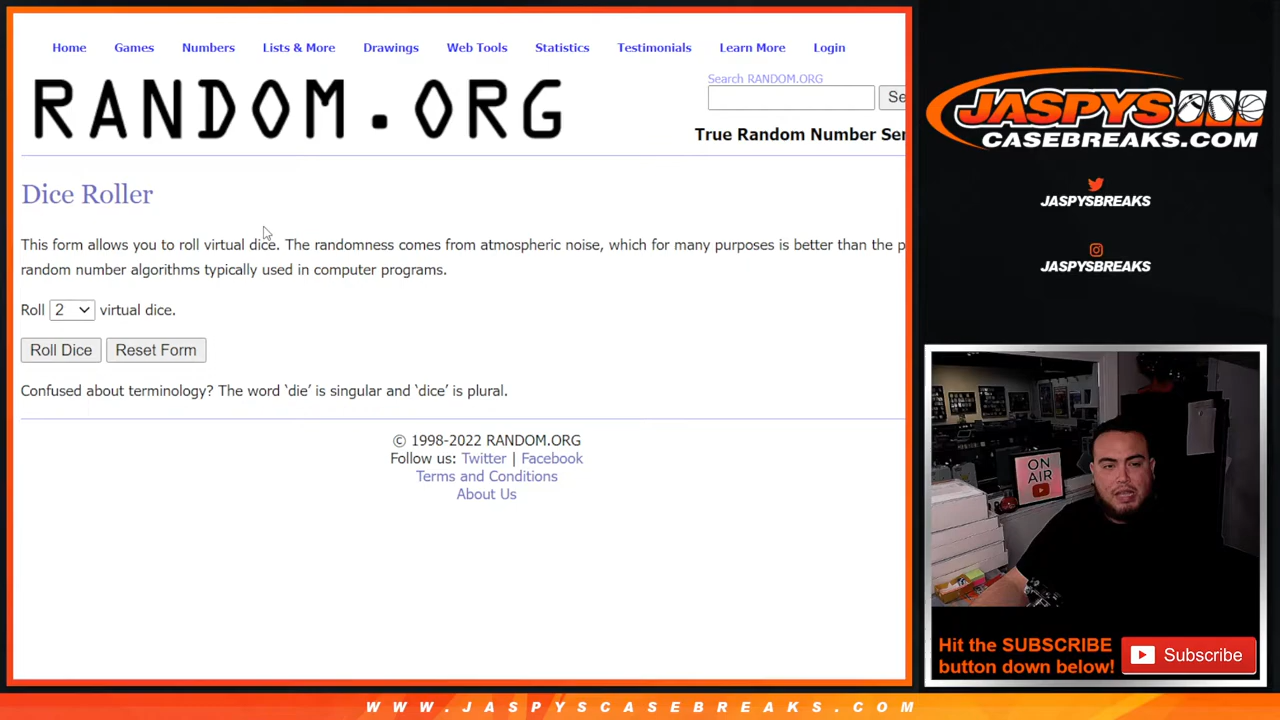 Home Games Numbers Lists & More Drawings Web Tools Statistics Testimonials Learn More Login
RANDOM.ORG
Search RANDOM.ORG
Se
True Random Number Ser
Dice Roller
This form allows you to roll virtual dice. The randomness comes from atmospheric noise, which for many purposes is better than the p
random number algorithms typically used in computer programs.
Roll 2 virtual dice.
Roll Dice Reset Form
Confused about terminology? The word ‘die’ is singular and ‘dice’ is plural.
© 1998-2022 RANDOM.ORG
Follow us: Twitter | Facebook
Terms and Conditions
About Us
JASPYS
CASEBREAKS.COM
JASPYSBREAKS
JASPYSBREAKS
ON
AIR
Hit the SUBSCRIBE
button down below!
Subscribe
WWW.JASPYSCASEBREAKS.COM